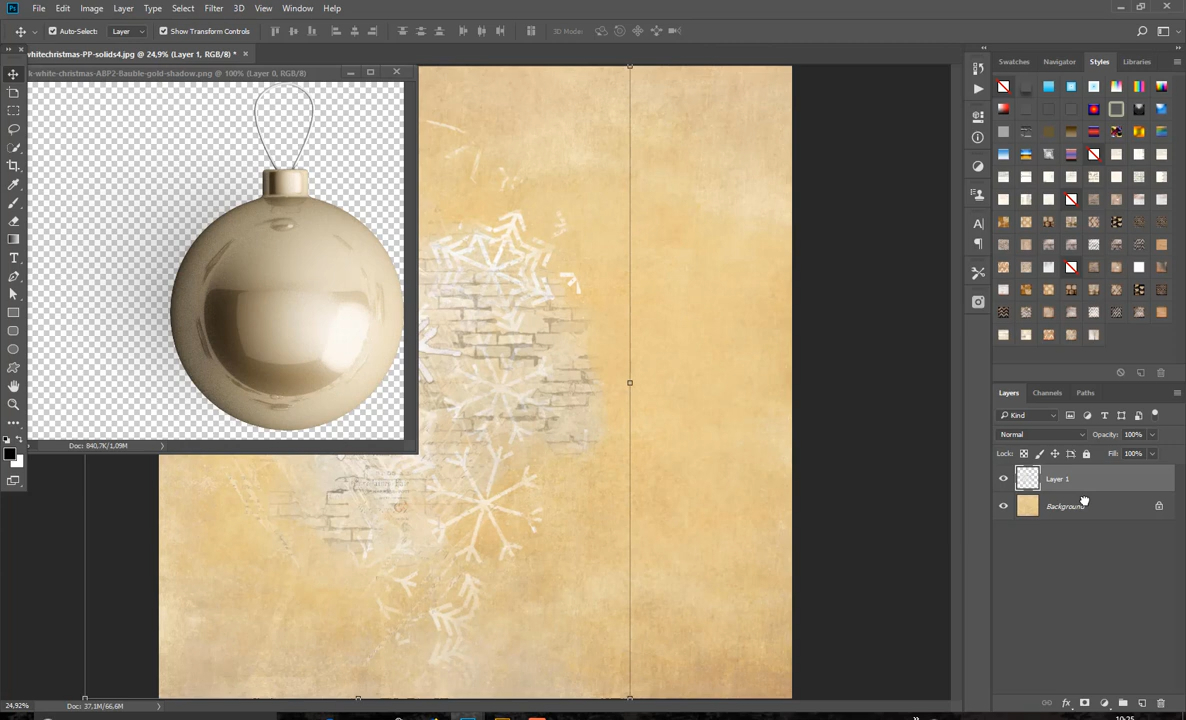 Ps File Edit Image Layer Type Select Filter 3D View Window Help
Auto-Select: Layer Show Transform Controls 3D Mode:
whitechristmas-PP-solids4.jpg @ 24,9% (Layer 1, RGB/8) *
k-white-christmas-ABP2-Bauble-gold-shadow.png @ 100% (Layer 0, RGB/8)
Swatches Navigator Styles Libraries
Layers Channels Paths
Kind
Normal Opacity: 100%
Lock: Fill: 100%
Layer 1
Background
Doc: 840,7K/1,09M
24,92% Doc: 37,1M/66,6M
10:25